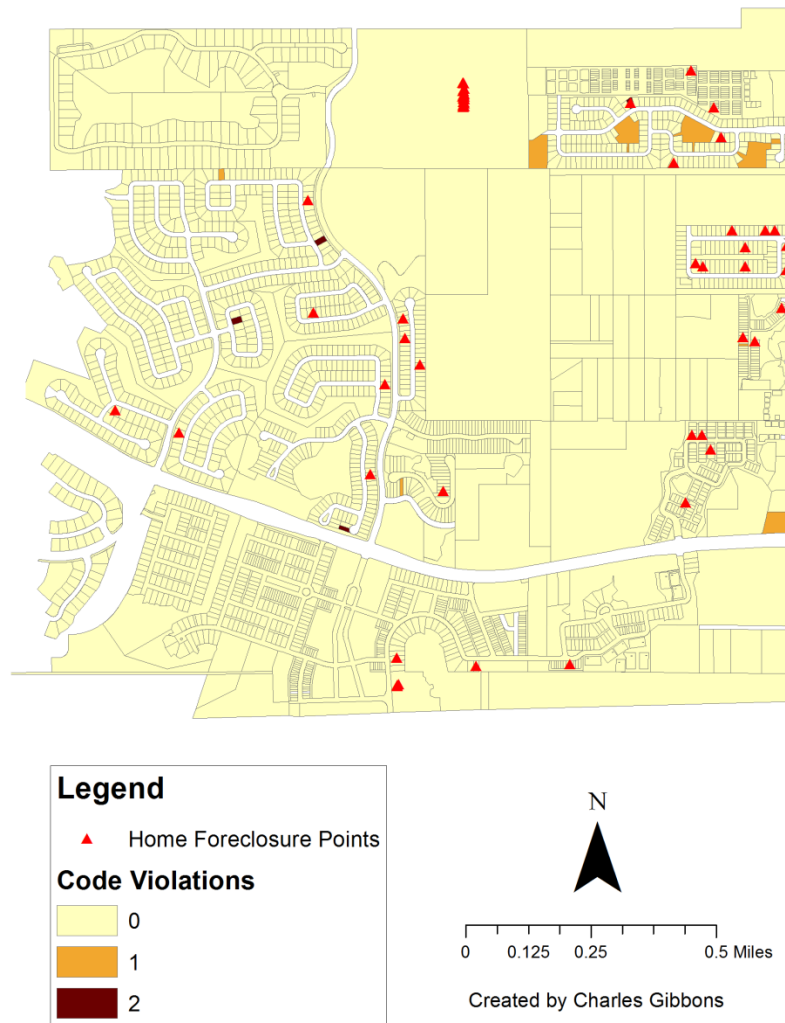 Legend
Home Foreclosure Points
Code Violations
0
1
2
N
0 0.125 0.25 0.5 Miles
Created by Charles Gibbons